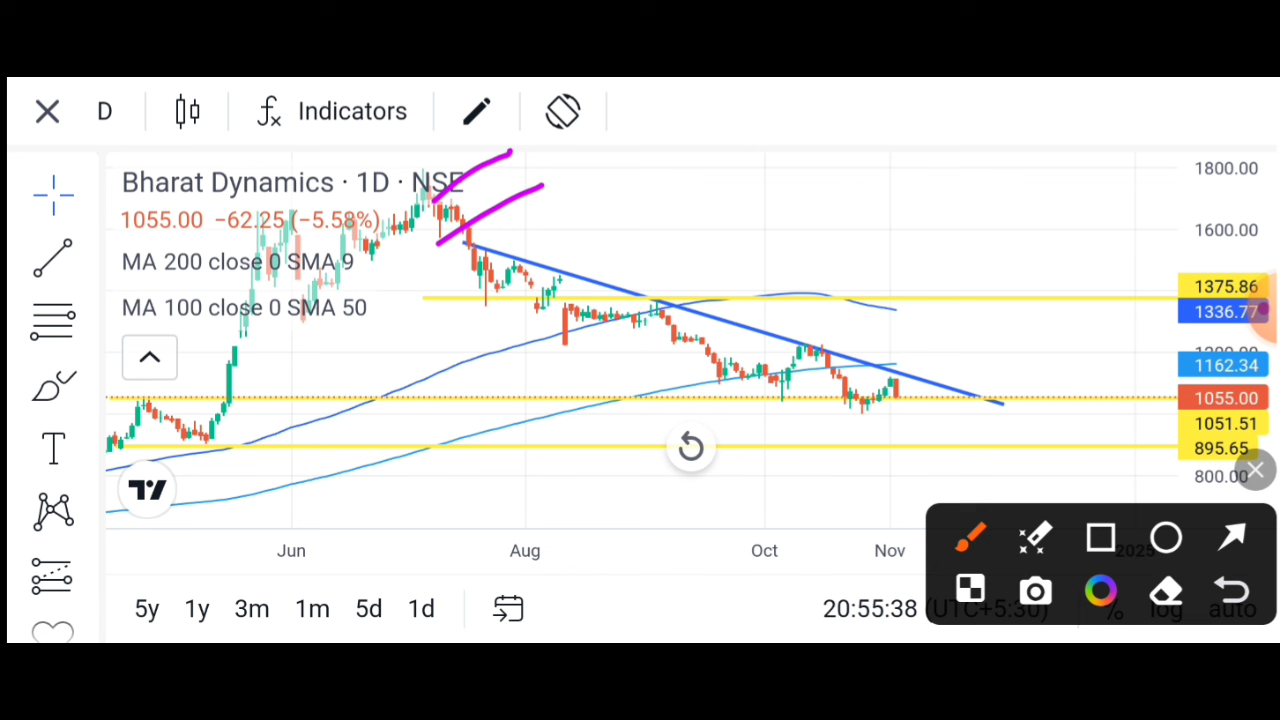 D
Indicators
Bharat Dynamics · 1D · NSE
1055.00 −62.25 (−5.58%)
MA 200 close 0 SMA 9
MA 100 close 0 SMA 50
1800.00
1600.00
1375.86
1336.77
1200.00
1162.34
1055.00
1051.51
895.65
800.00
Jun
Aug
Oct
Nov
2025
5y
1y
3m
1m
5d
1d
20:55:38 (UTC+5:30)
%
log
auto